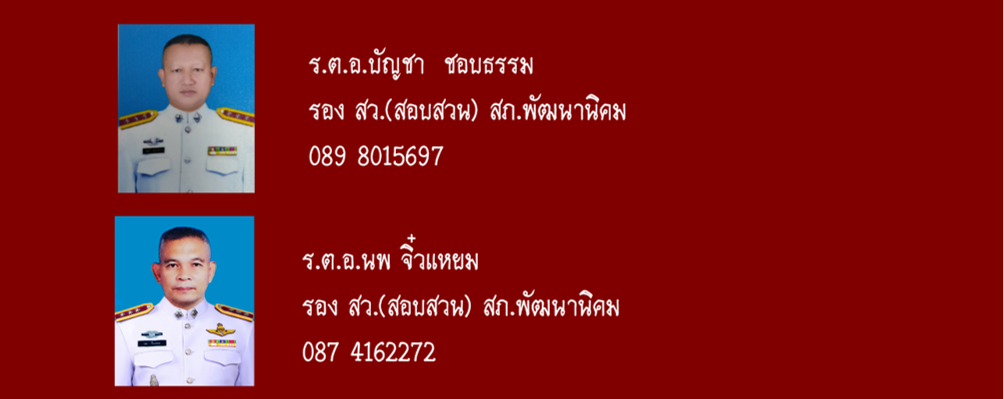 ร.ต.อ.บัญชา ชอบธรรม
รอง สว.(สอบสวน) สภ.พัฒนานิคม
089 8015697
ร.ต.อ.นพ จิ๋วแหยม
รอง สว.(สอบสวน) สภ.พัฒนานิคม
087 4162272